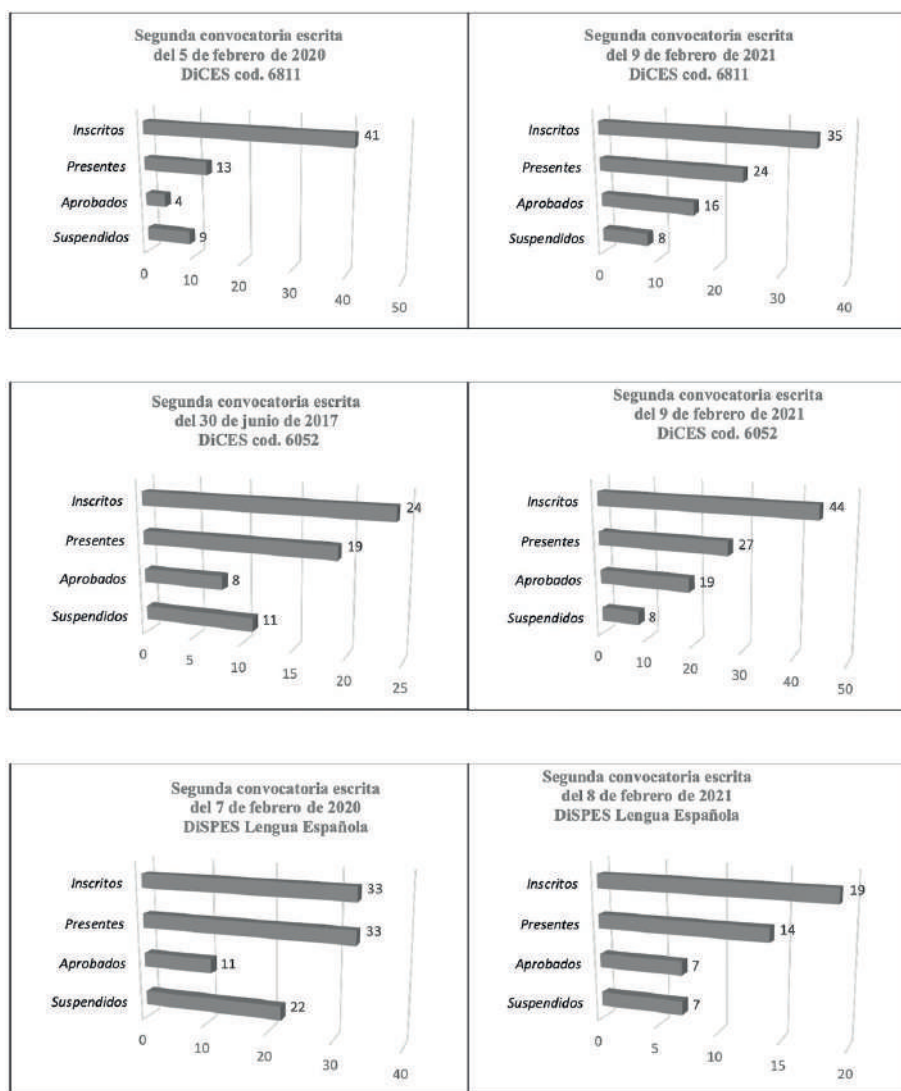 Segunda convocatoria escrita
del 5 de febrero de 2020
DiCES cod. 6811
Inscritos 41
Presentes 13
Aprobados 4
Suspendidos 9
0 10 20 30 40 50
Segunda convocatoria escrita
del 9 de febrero de 2021
DiCES cod. 6811
Inscritos 35
Presentes 24
Aprobados 16
Suspendidos 8
0 10 20 30 40
Segunda convocatoria escrita
del 30 de junio de 2017
DiCES cod. 6052
Inscritos 24
Presentes 19
Aprobados 8
Suspendidos 11
0 5 10 15 20 25
Segunda convocatoria escrita
del 9 de febrero de 2021
DiCES cod. 6052
Inscritos 44
Presentes 27
Aprobados 19
Suspendidos 8
0 10 20 30 40 50
Segunda convocatoria escrita
del 7 de febrero de 2020
DiSPES Lengua Española
Inscritos 33
Presentes 33
Aprobados 11
Suspendidos 22
0 10 20 30 40
Segunda convocatoria escrita
del 8 de febrero de 2021
DiSPES Lengua Española
Inscritos 19
Presentes 14
Aprobados 7
Suspendidos 7
0 5 10 15 20